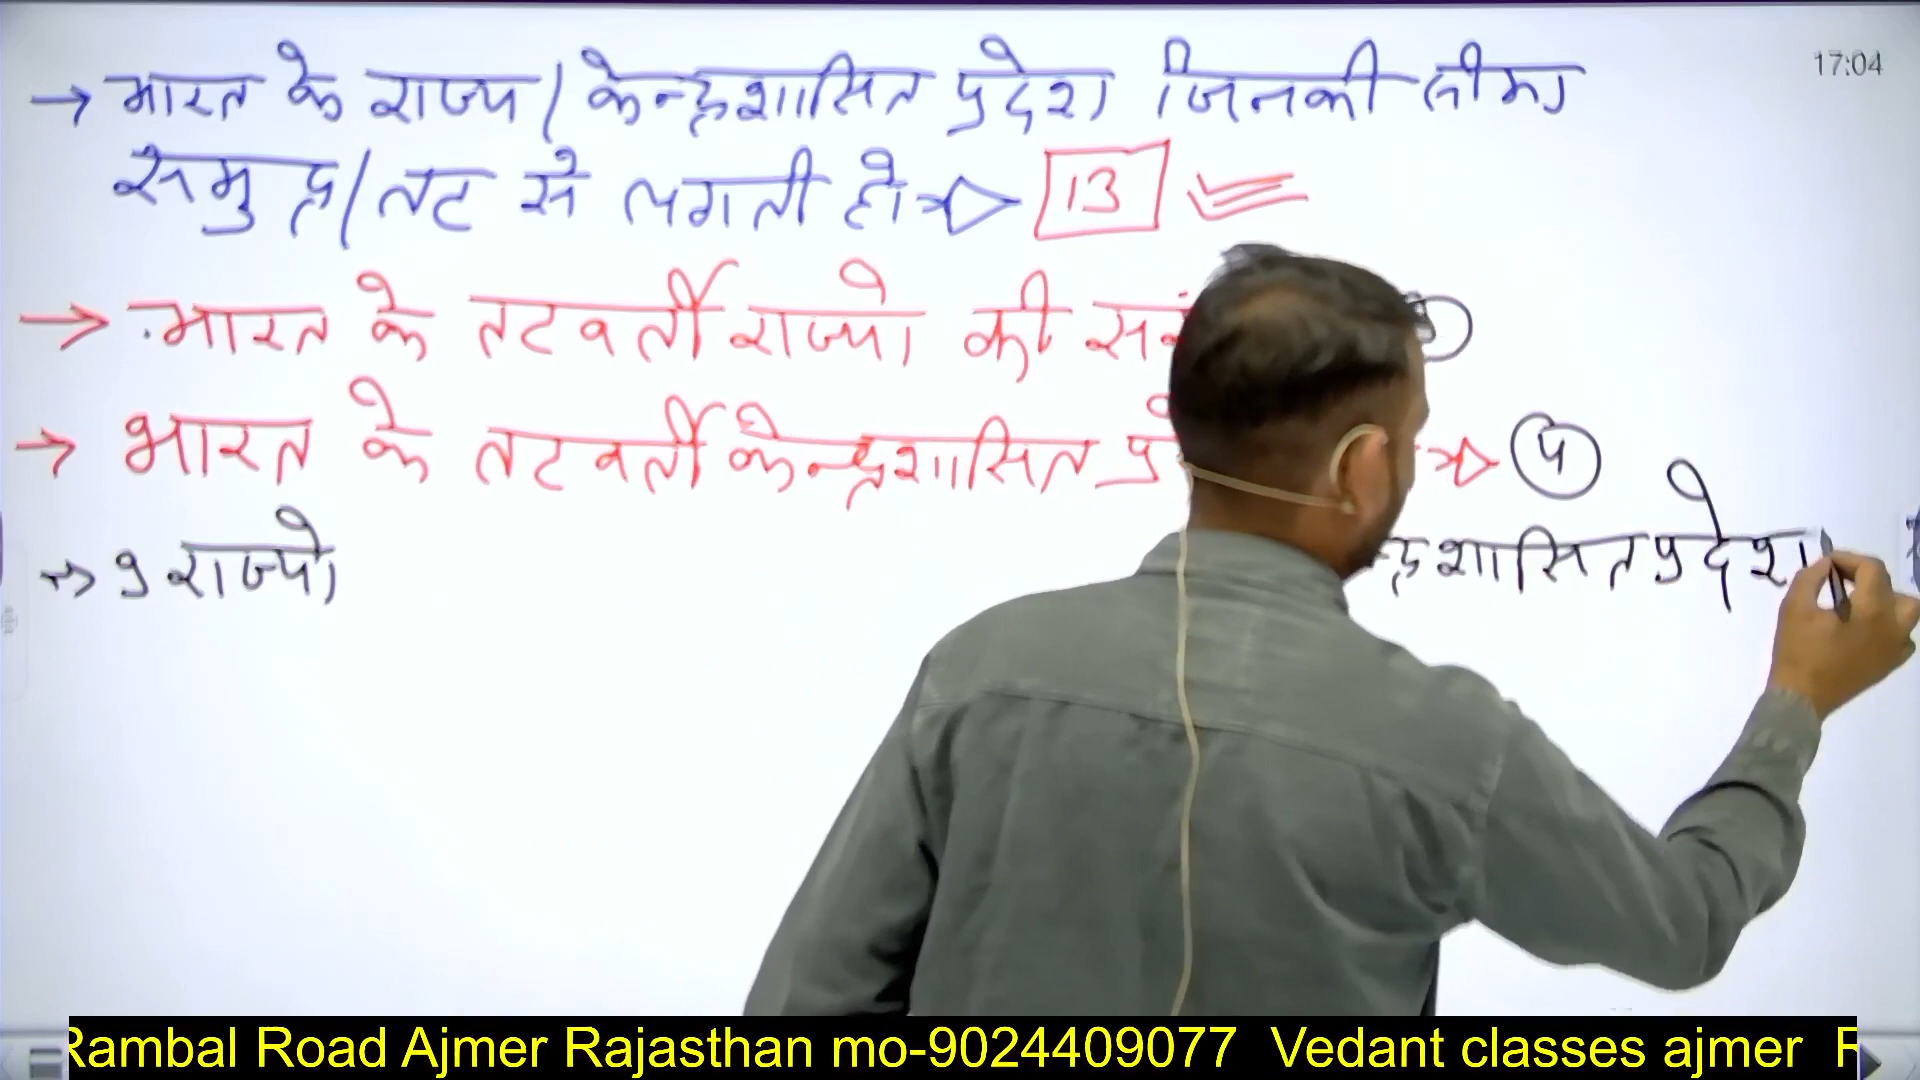 17:04
→ भारत के राज्य/केन्द्रशासित प्रदेश जिनकी सीमा
समुद्र/तट से लगती हो → 13
→ भारत के तटवर्ती राज्यो की
→ भारत के तटवर्ती केन्द्रशासित → 4
→ 9 राज्यो न्द्रशासित प्रदेश
Rambal Road Ajmer Rajasthan mo-9024409077 Vedant classes ajmer